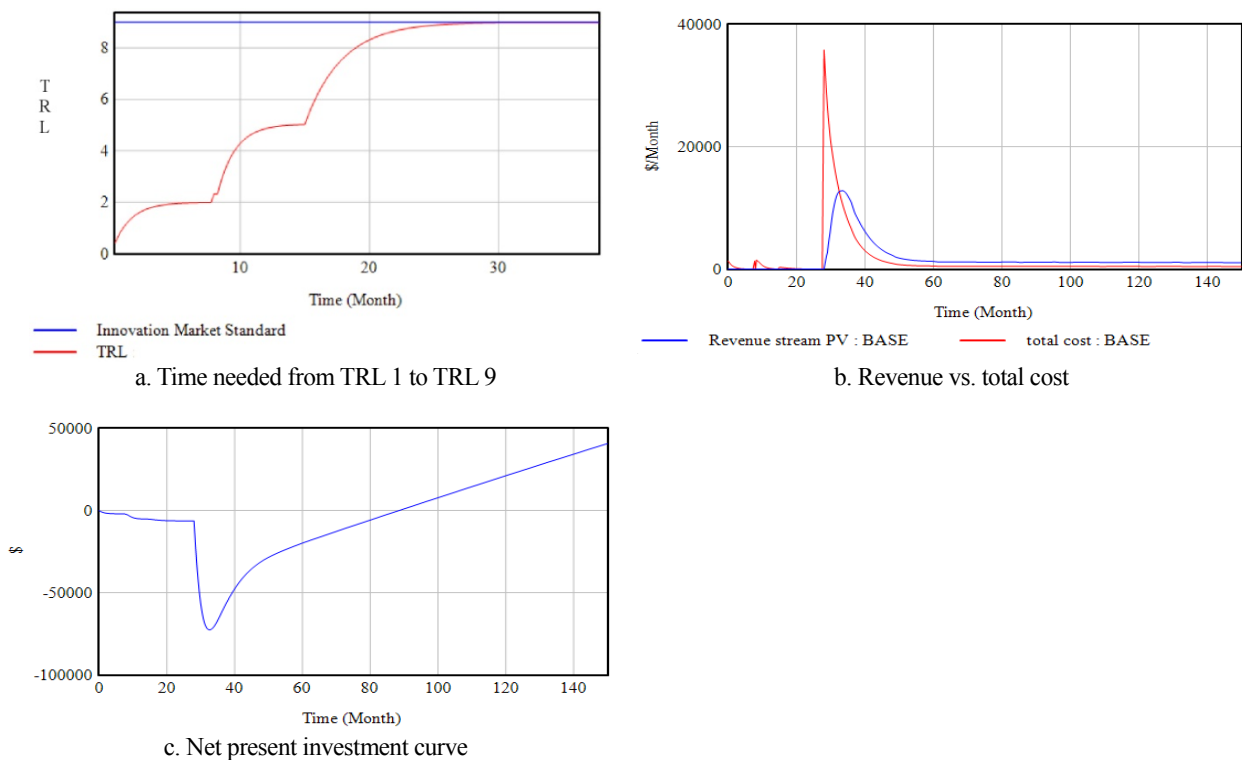 8
6
4
2
0
T
R
L
10
20
30
Time (Month)
Innovation Market Standard
TRL
a. Time needed from TRL 1 to TRL 9
40000
20000
0
$/Month
0 20 40 60 80 100 120 140
Time (Month)
Revenue stream PV : BASE total cost : BASE
b. Revenue vs. total cost
50000
0
-50000
-100000
$
0 20 40 60 80 100 120 140
Time (Month)
c. Net present investment curve